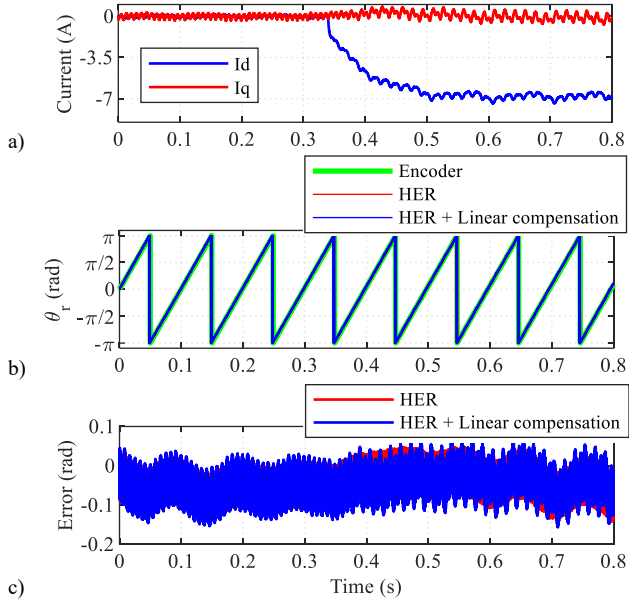 0
-3.5
-7
Current (A)
Id
Iq
0 0.1 0.2 0.3 0.4 0.5 0.6 0.7 0.8
a)
Encoder
HER
HER + Linear compensation
π
π/2
0
-π/2
-π
θr (rad)
0 0.1 0.2 0.3 0.4 0.5 0.6 0.7 0.8
b)
HER
HER + Linear compensation
0.1
0
-0.1
-0.2
Error (rad)
0 0.1 0.2 0.3 0.4 0.5 0.6 0.7 0.8
Time (s)
c)